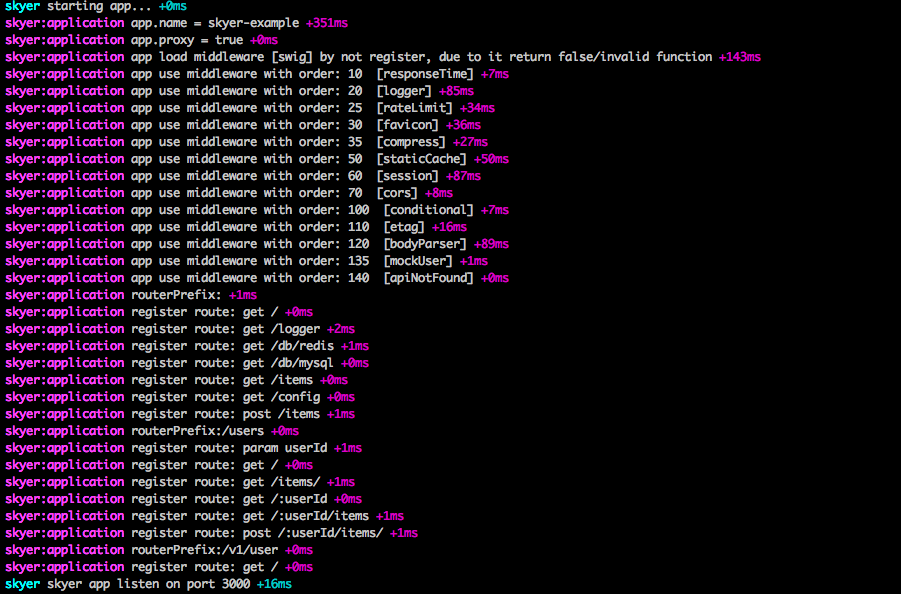 skyer starting app... +0ms
skyer:application app.name = skyer-example +351ms
skyer:application app.proxy = true +0ms
skyer:application app load middleware [swig] by not register, due to it return false/invalid function +143ms
skyer:application app use middleware with order: 10  [responseTime] +7ms
skyer:application app use middleware with order: 20  [logger] +85ms
skyer:application app use middleware with order: 25  [rateLimit] +34ms
skyer:application app use middleware with order: 30  [favicon] +36ms
skyer:application app use middleware with order: 35  [compress] +27ms
skyer:application app use middleware with order: 50  [staticCache] +50ms
skyer:application app use middleware with order: 60  [session] +87ms
skyer:application app use middleware with order: 70  [cors] +8ms
skyer:application app use middleware with order: 100  [conditional] +7ms
skyer:application app use middleware with order: 110  [etag] +16ms
skyer:application app use middleware with order: 120  [bodyParser] +89ms
skyer:application app use middleware with order: 135  [mockUser] +1ms
skyer:application app use middleware with order: 140  [apiNotFound] +0ms
skyer:application routerPrefix: +1ms
skyer:application register route: get / +0ms
skyer:application register route: get /logger +2ms
skyer:application register route: get /db/redis +1ms
skyer:application register route: get /db/mysql +0ms
skyer:application register route: get /items +0ms
skyer:application register route: get /config +0ms
skyer:application register route: post /items +1ms
skyer:application routerPrefix:/users +0ms
skyer:application register route: param userId +1ms
skyer:application register route: get / +0ms
skyer:application register route: get /items/ +1ms
skyer:application register route: get /:userId +0ms
skyer:application register route: get /:userId/items +1ms
skyer:application register route: post /:userId/items/ +1ms
skyer:application routerPrefix:/v1/user +0ms
skyer:application register route: get / +0ms
skyer skyer app listen on port 3000 +16ms